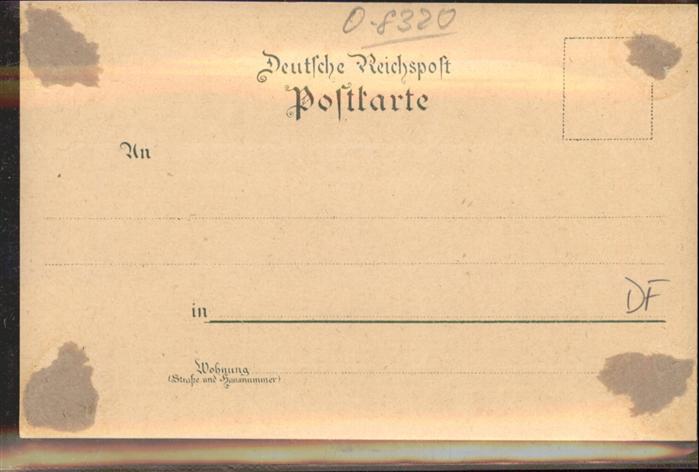 O-8320
Deutsche Reichspost
Postkarte
An
in
DF
Wohnung
(Straße und Hausnummer)